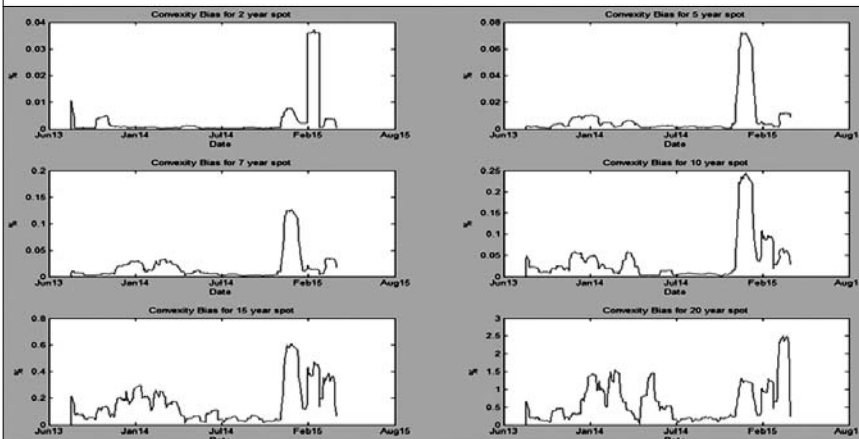 Convexity Bias for 2 year spot
0.04
0.03
0.02
0.01
0
%
Jun13 Jan14 Jul14 Feb15 Aug15
Date
Convexity Bias for 5 year spot
0.08
0.06
0.04
0.02
0
%
Jun13 Jan14 Jul14 Feb15 Aug15
Date
Convexity Bias for 7 year spot
0.2
0.15
0.1
0.05
0
%
Jun13 Jan14 Jul14 Feb15 Aug15
Date
Convexity Bias for 10 year spot
0.25
0.2
0.15
0.1
0.05
0
%
Jun13 Jan14 Jul14 Feb15 Aug15
Date
Convexity Bias for 15 year spot
0.8
0.6
0.4
0.2
0
%
Jun13 Jan14 Jul14 Feb15 Aug15
Date
Convexity Bias for 20 year spot
3
2.5
2
1.5
1
0.5
0
%
Jun13 Jan14 Jul14 Feb15 Aug15
Date